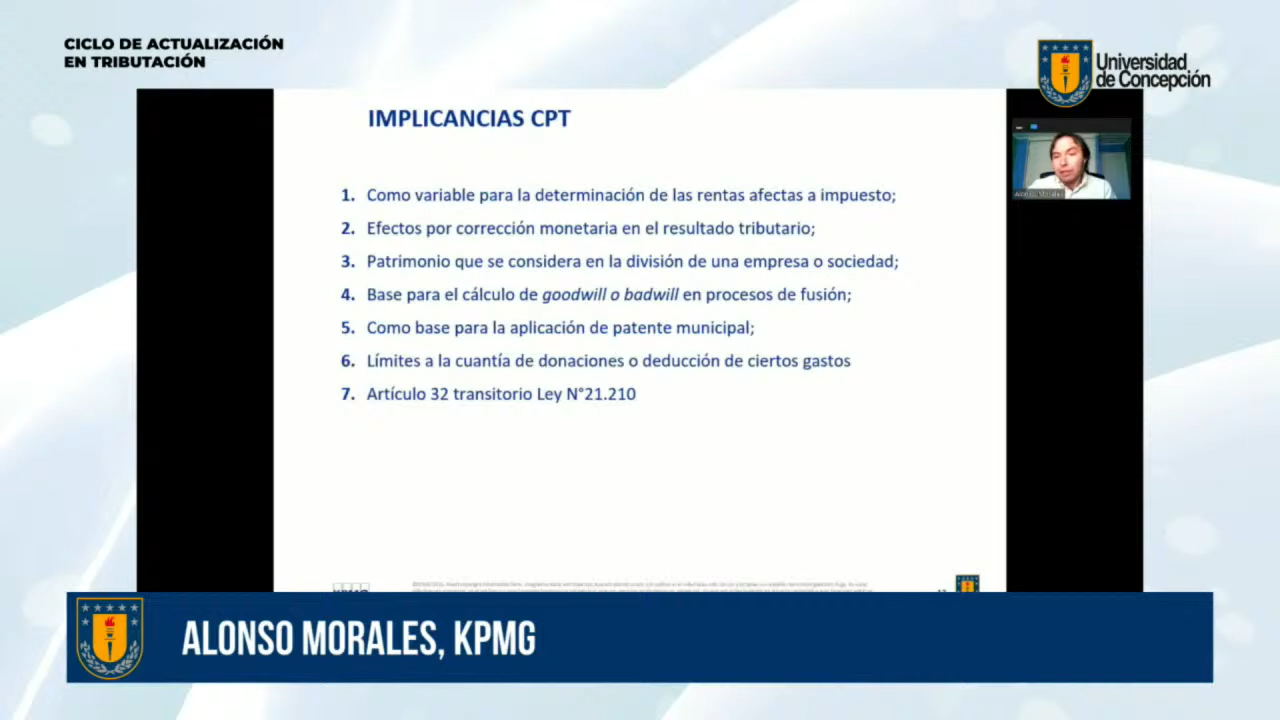 CICLO DE ACTUALIZACIÓN
EN TRIBUTACIÓN
Universidad
de Concepción
IMPLICANCIAS CPT
1. Como variable para la determinación de las rentas afectas a impuesto;
2. Efectos por corrección monetaria en el resultado tributario;
3. Patrimonio que se considera en la división de una empresa o sociedad;
4. Base para el cálculo de goodwill o badwill en procesos de fusión;
5. Como base para la aplicación de patente municipal;
6. Límites a la cuantía de donaciones o deducción de ciertos gastos
7. Artículo 32 transitorio Ley N°21.210
Alonso Morales
ALONSO MORALES, KPMG